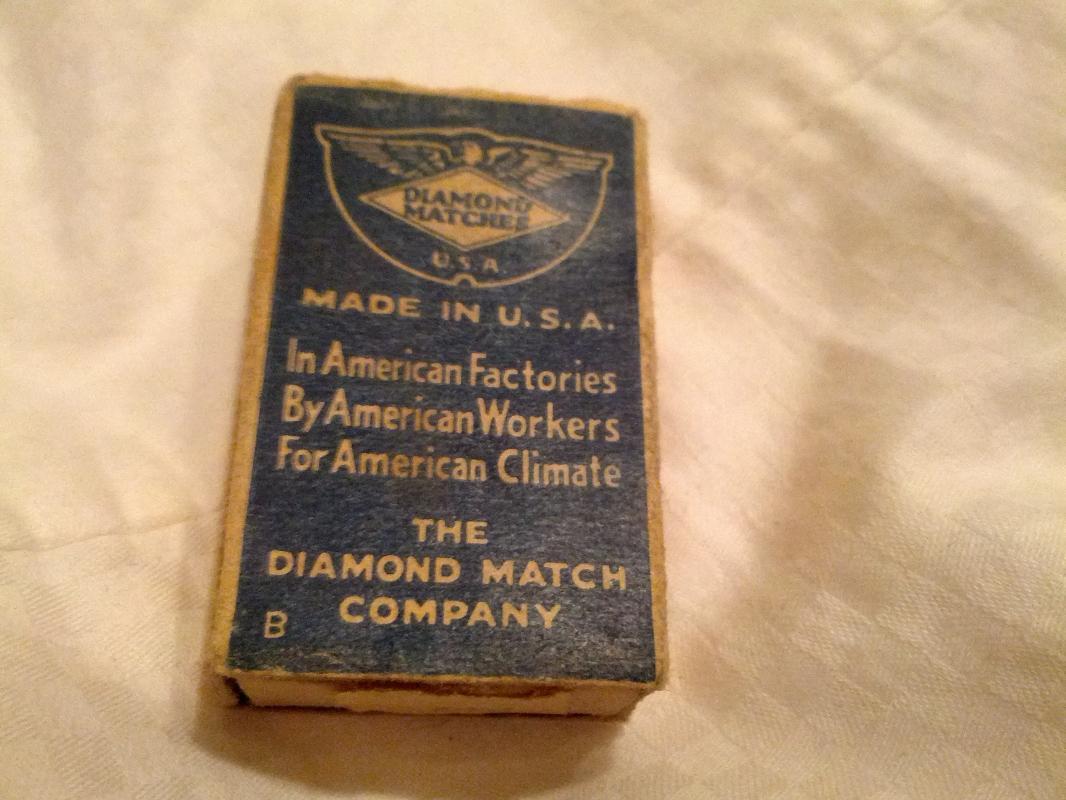 DIAMOND
MATCHES
U.S.A.
MADE IN U.S.A.
In American Factories
By American Workers
For American Climate
THE
DIAMOND MATCH
COMPANY
B